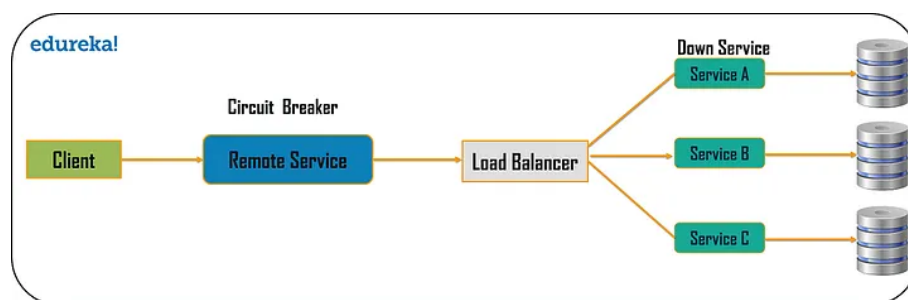 edureka!
Down Service
Service A
Circuit Breaker
Client
Remote Service
Load Balancer
Service B
Service C